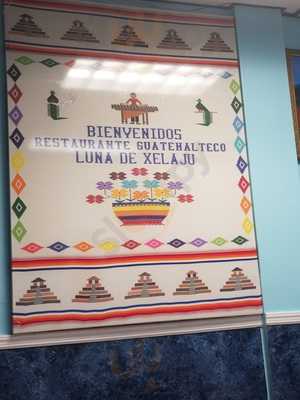 BIENVENIDOS
RESTAURANTE GUATEMALTECO
LUNA DE XELAJU